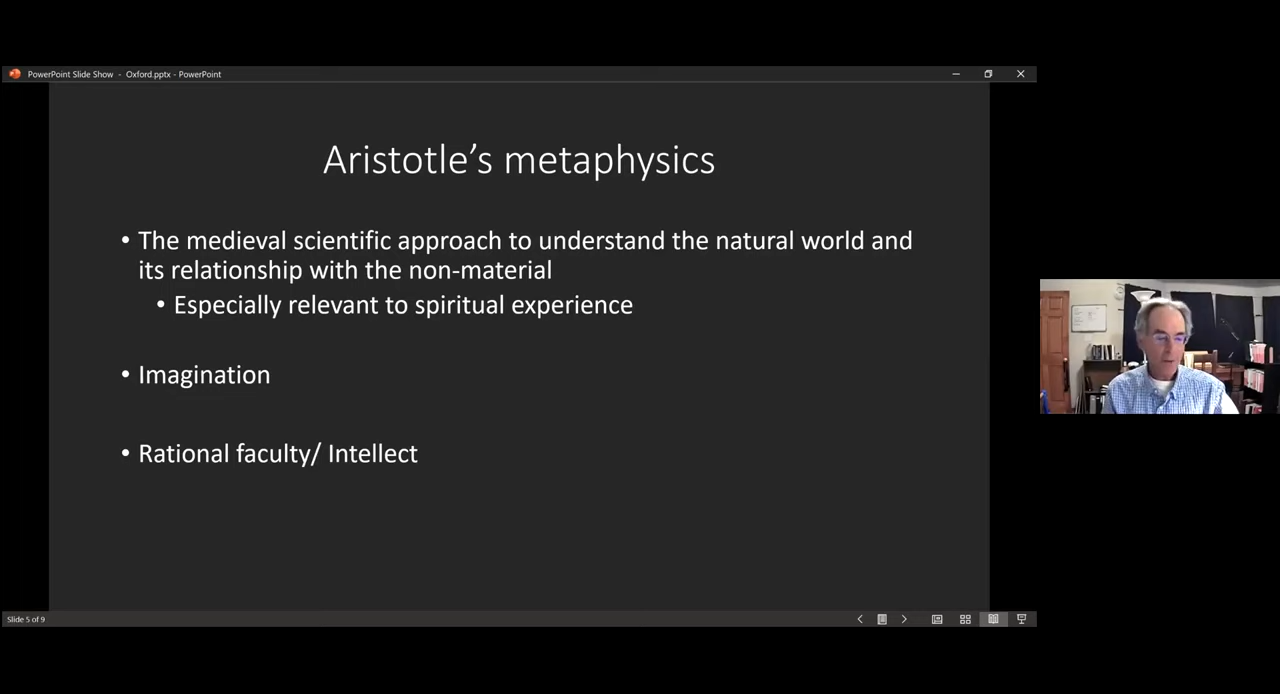 PowerPoint Slide Show - Oxford.pptx - PowerPoint
Aristotle’s metaphysics
• The medieval scientific approach to understand the natural world and
its relationship with the non-material
• Especially relevant to spiritual experience
• Imagination
• Rational faculty/ Intellect
Slide 5 of 9